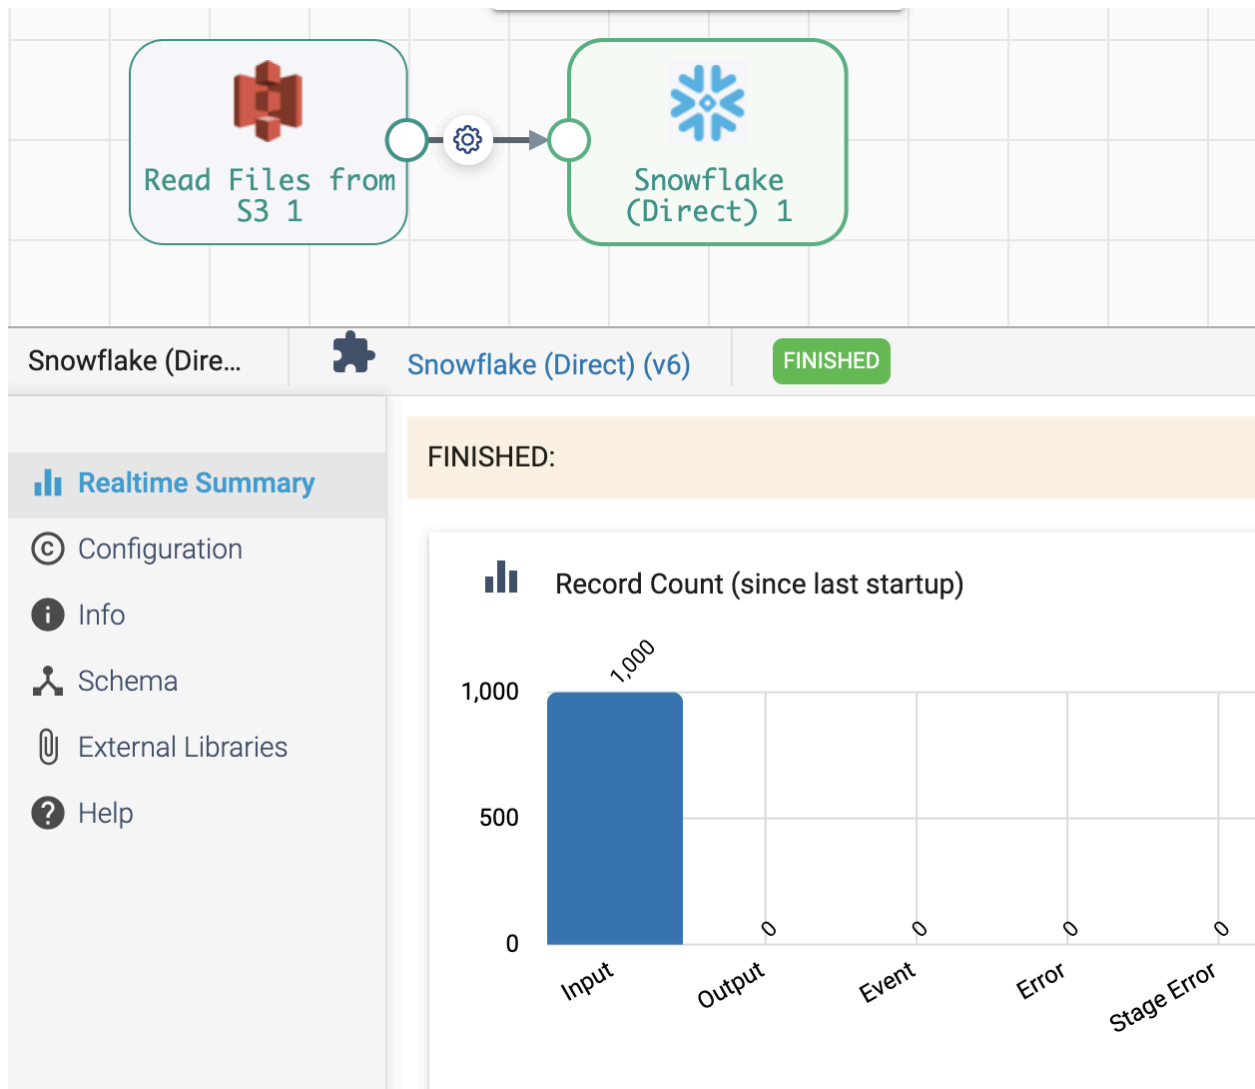 Read Files from
S3 1
Snowflake
(Direct) 1
Snowflake (Dire...
Snowflake (Direct) (v6)
FINISHED
Realtime Summary
Configuration
Info
Schema
External Libraries
Help
FINISHED:
Record Count (since last startup)
1,000
1,000
500
0
0
0
0
0
Input
Output
Event
Error
Stage Error